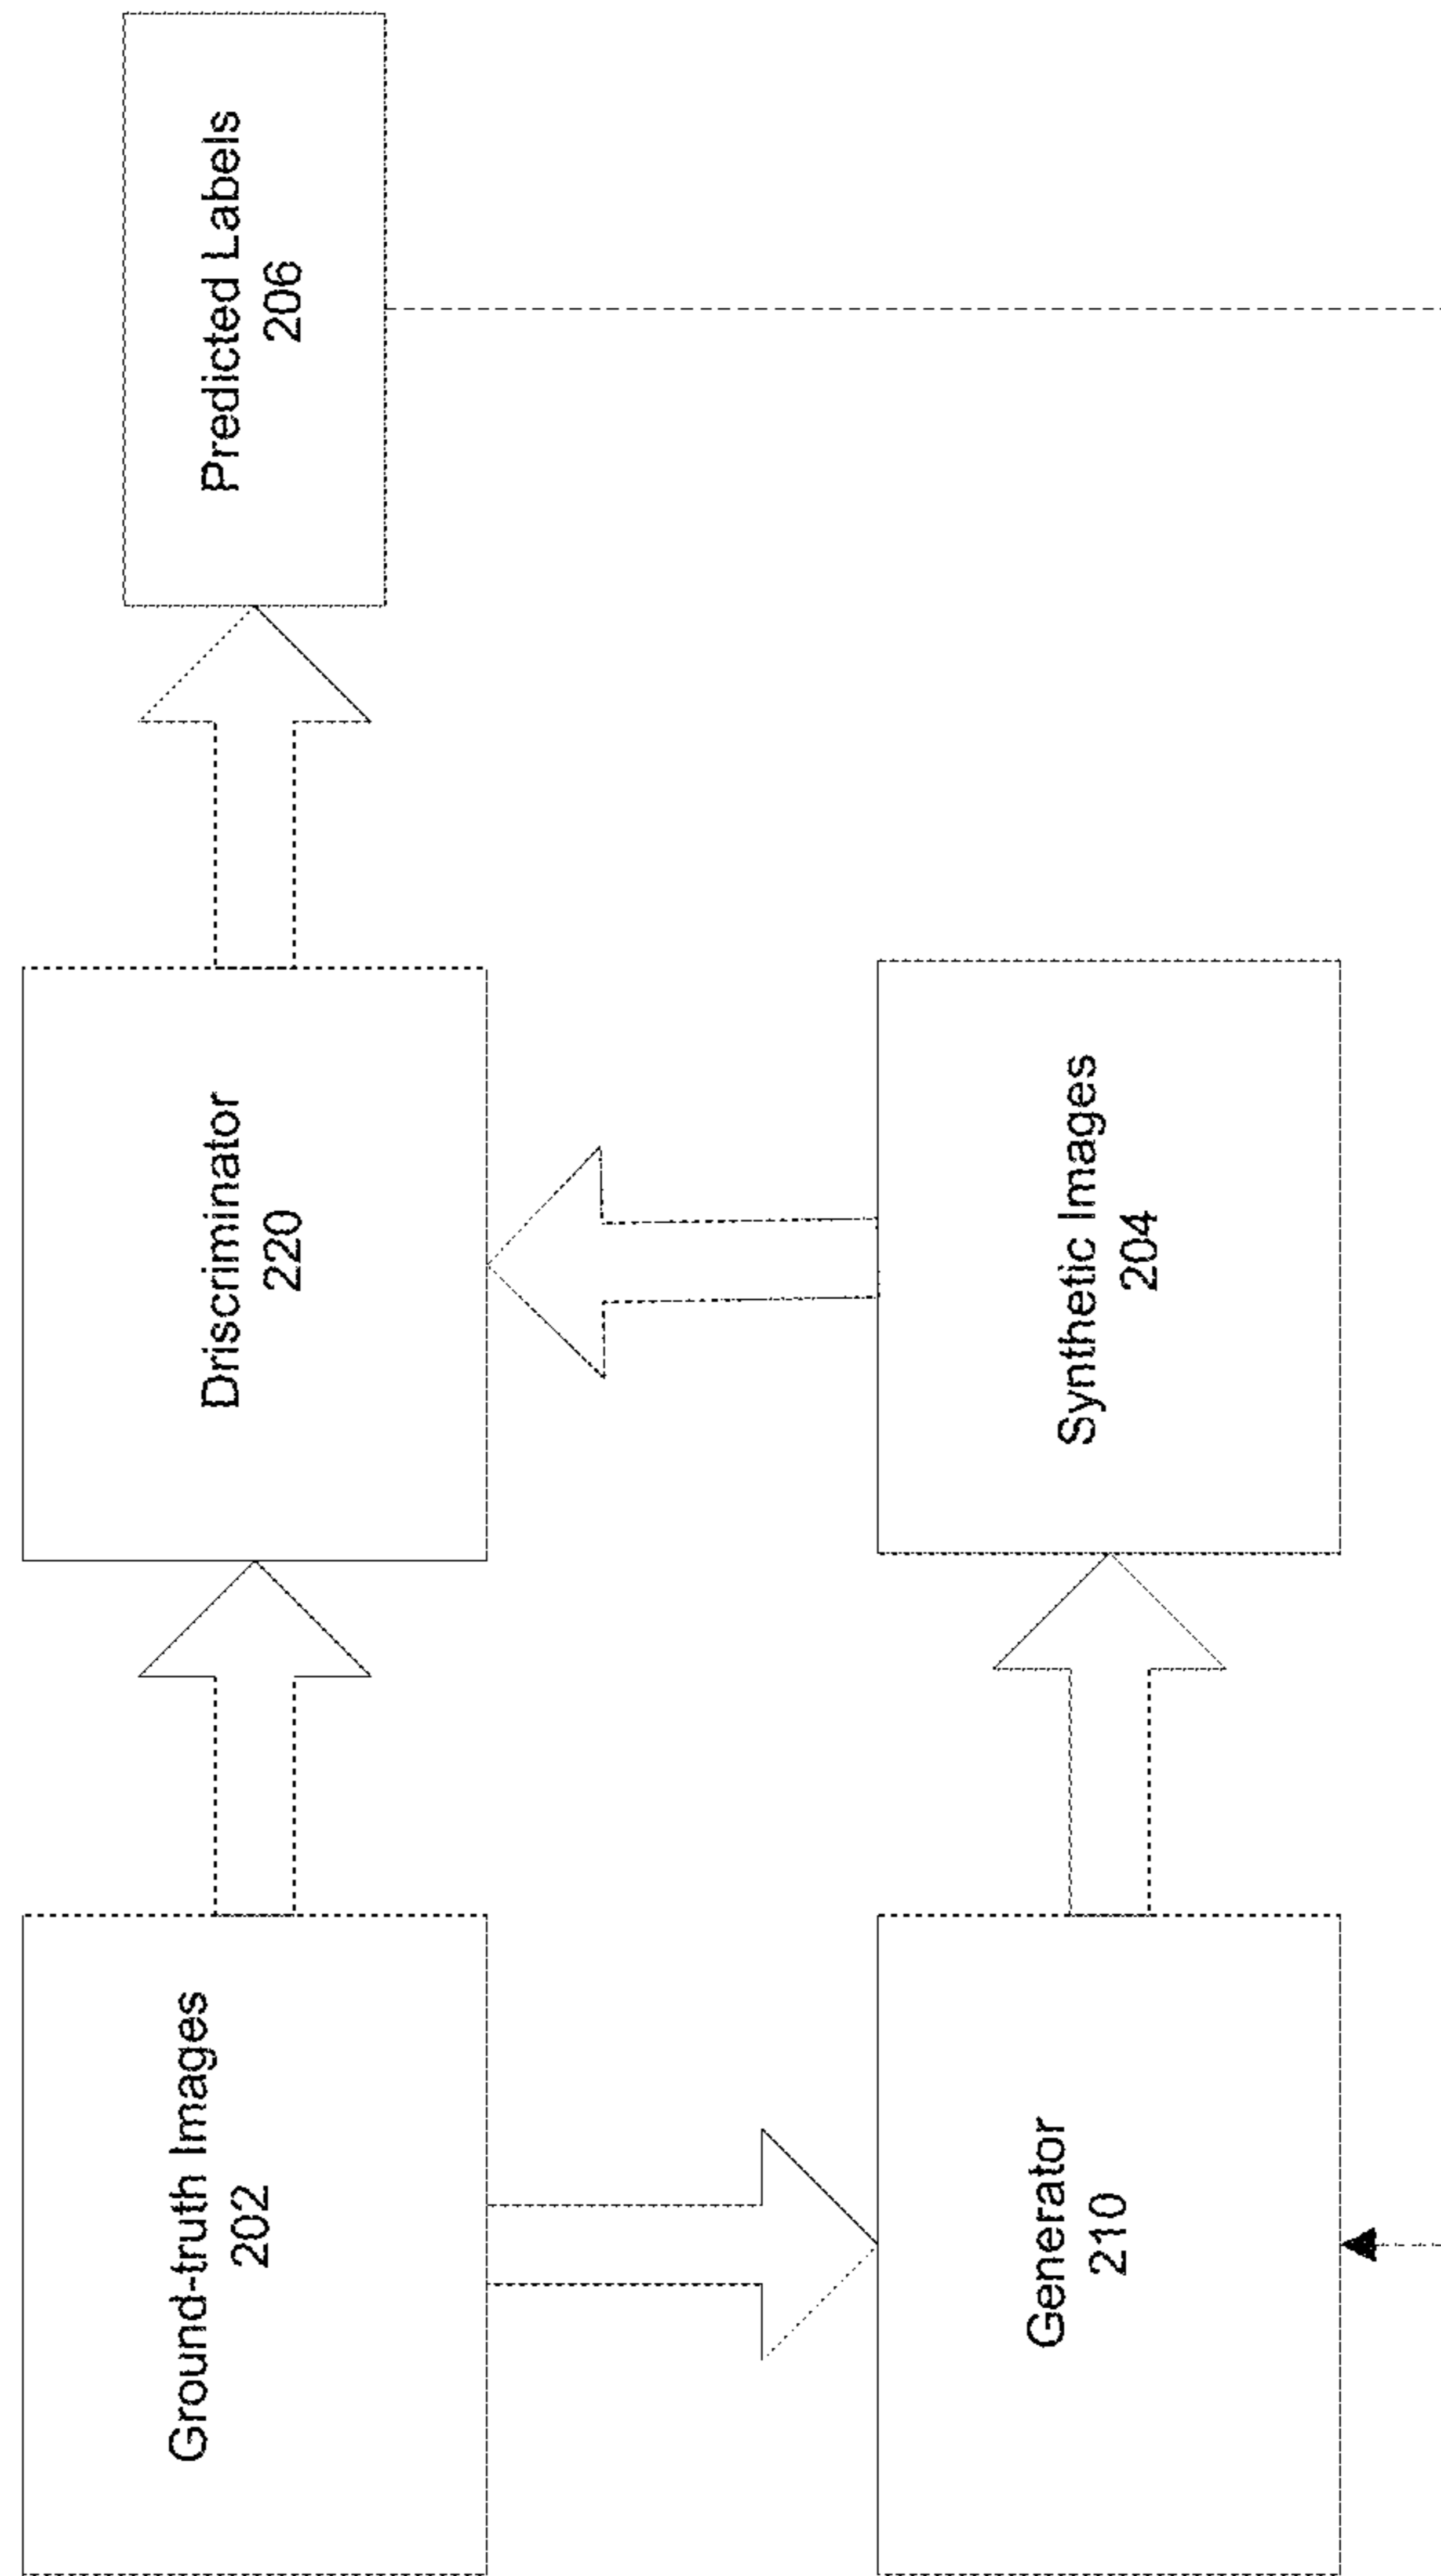 Ground-truth Images
202
Driscriminator
220
Predicted Labels
206
Generator
210
Synthetic Images
204